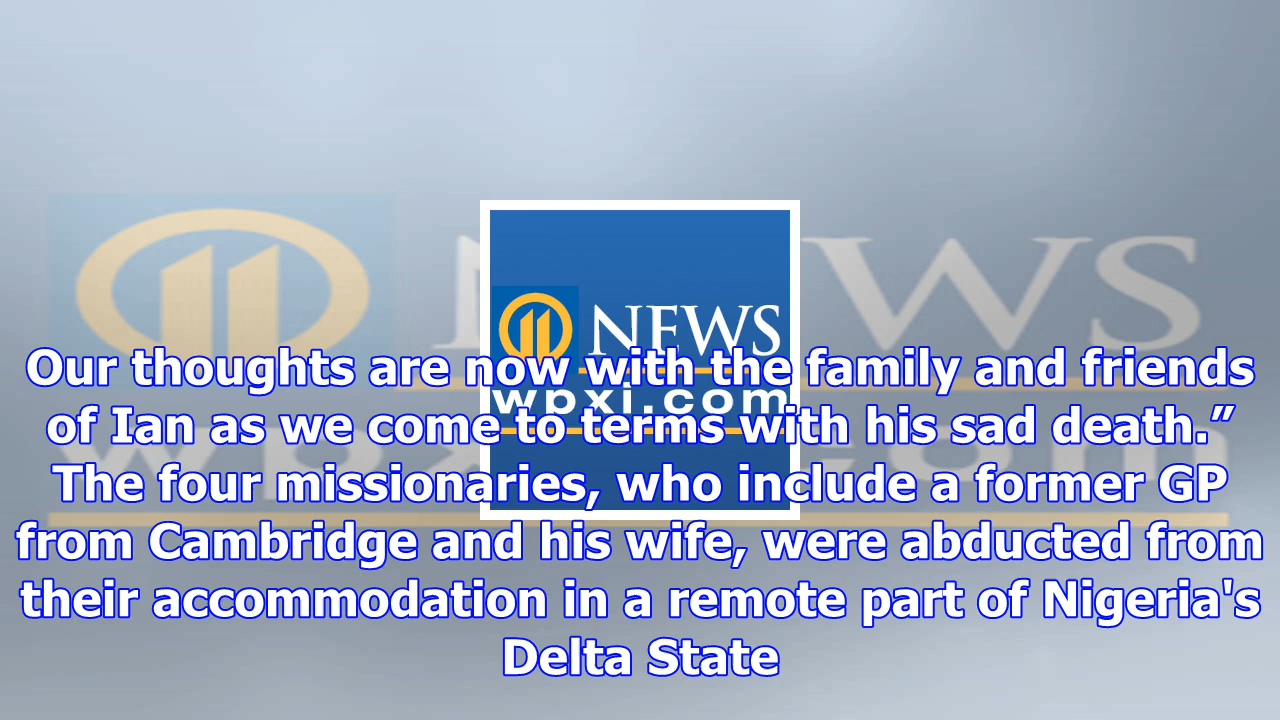 11 NEWS
wpxi.com
Our thoughts are now with the family and friends
of Ian as we come to terms with his sad death.”
The four missionaries, who include a former GP
from Cambridge and his wife, were abducted from
their accommodation in a remote part of Nigeria's
Delta State